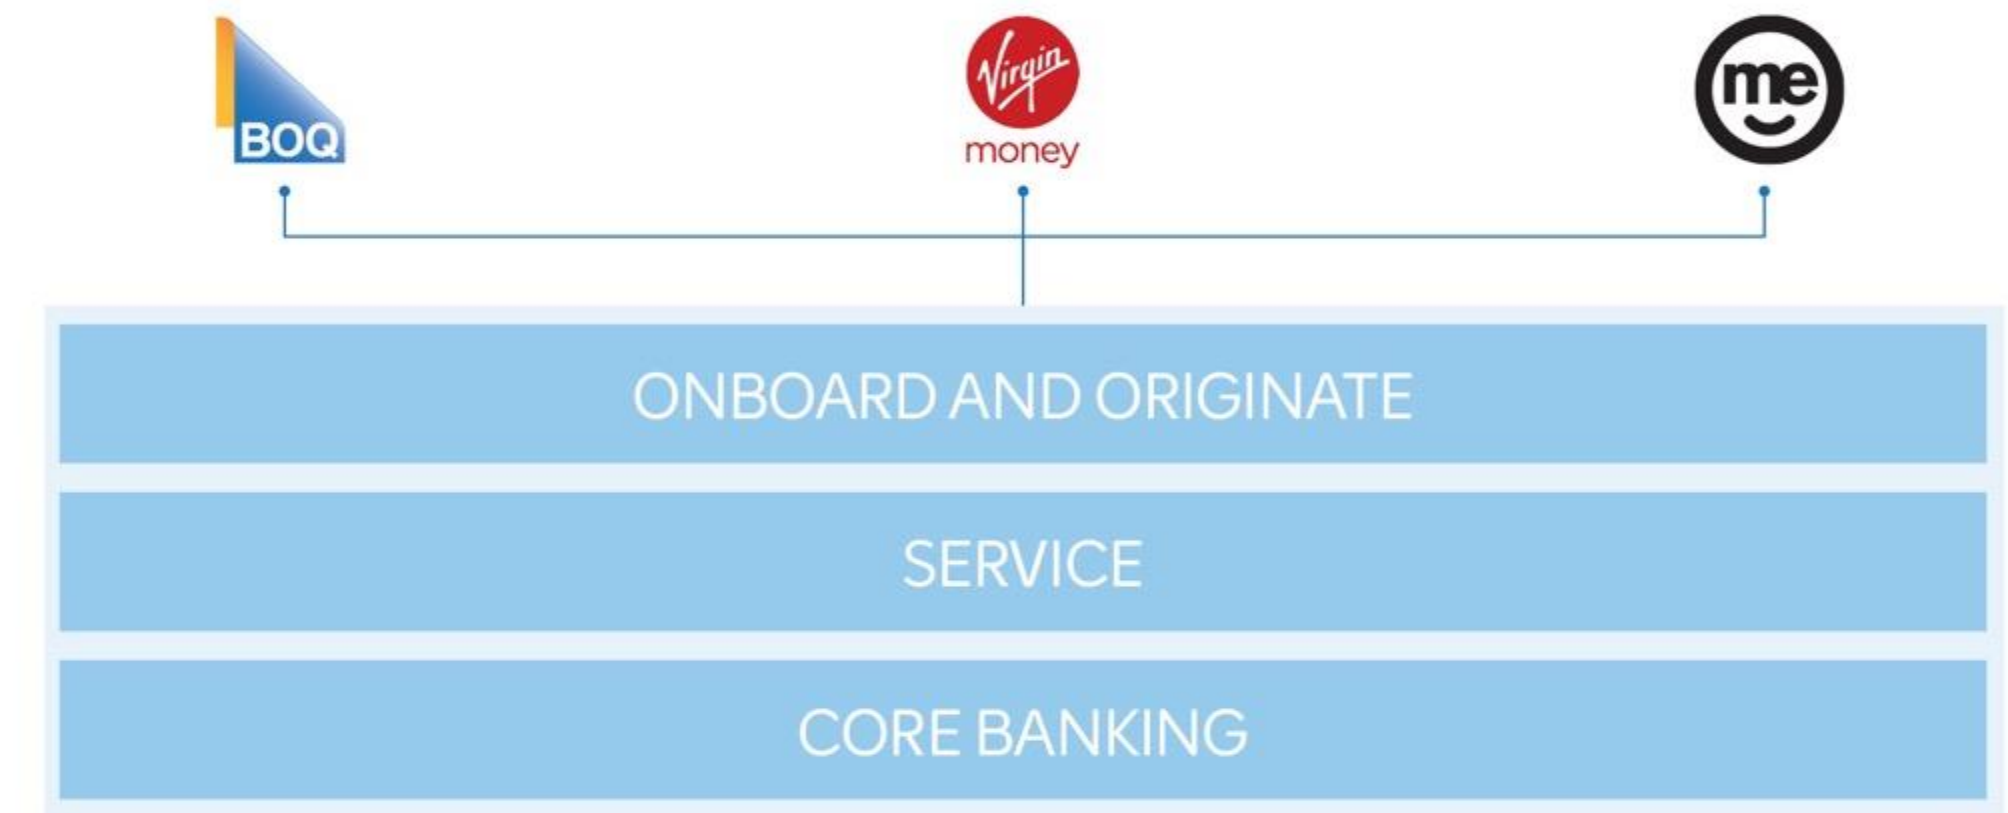 BOQ
Virgin
money
me
ONBOARD AND ORIGINATE
SERVICE
CORE BANKING